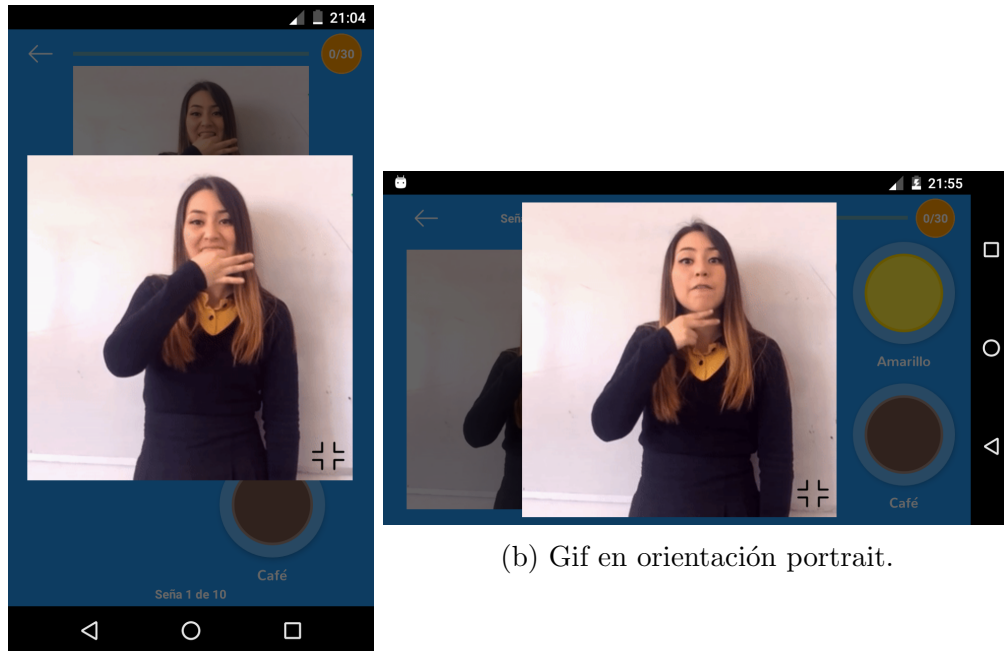 21:04
0/30
Café
Seña 1 de 10
21:55
Señ
0/30
Amarillo
Café
(b) Gif en orientación portrait.